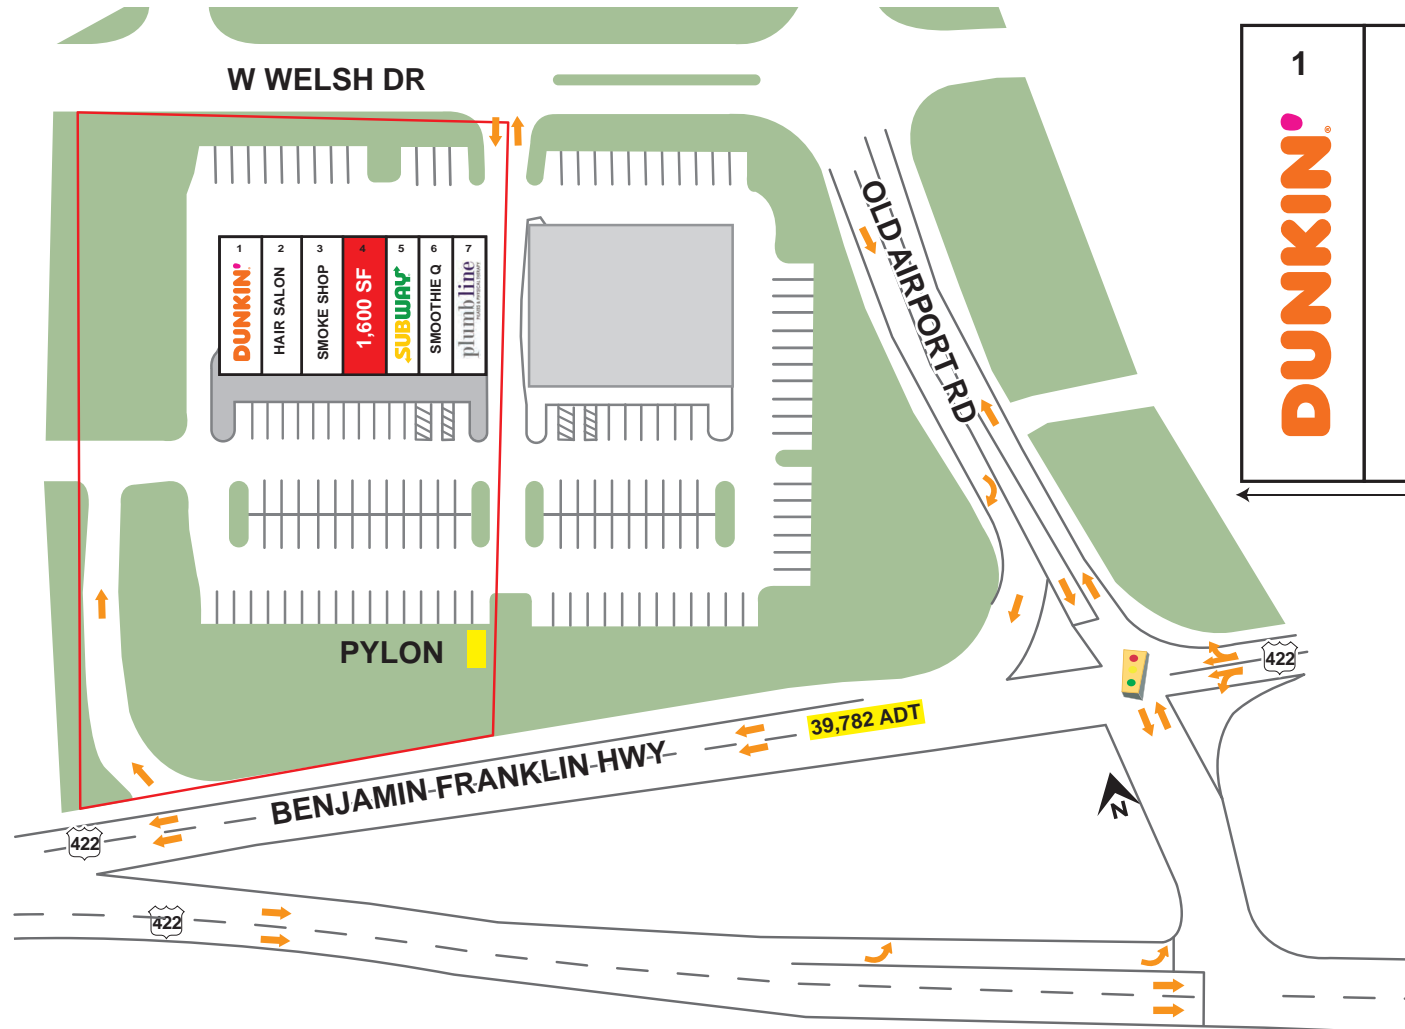 W WELSH DR
1
DUNKIN'
1
DUNKIN'
2
HAIR SALON
3
SMOKE SHOP
4
1,600 SF
5
SUBWAY
6
SMOOTHIE Q
7
plumbline
OLD AIRPORT RD
PYLON
422
39,782 ADT
BENJAMIN FRANKLIN HWY
N
422
422